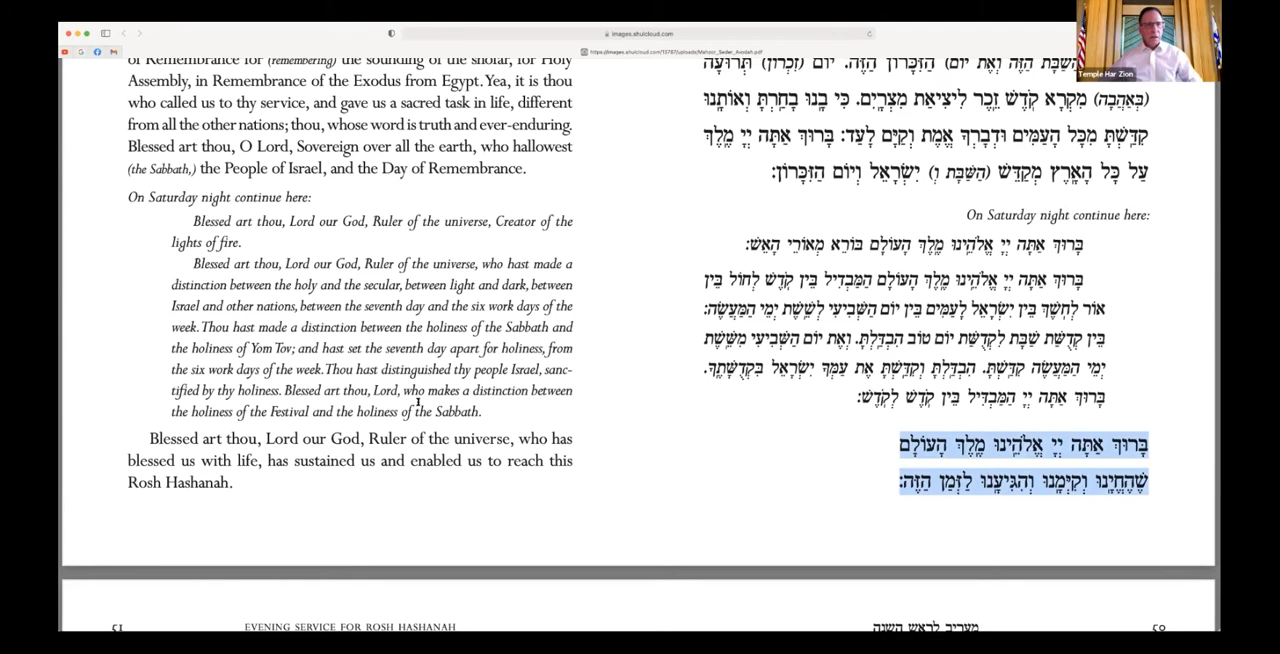 images.shulcloud.com
https://images.shulcloud.com/13787/uploads/Mahzor_Seder_Avodah.pdf
Temple Har Zion
of Remembrance for (remembering) the sounding of the shofar, for Holy
Assembly, in Remembrance of the Exodus from Egypt. Yea, it is thou
who called us to thy service, and gave us a sacred task in life, different
from all the other nations; thou, whose word is truth and ever-enduring.
Blessed art thou, O Lord, Sovereign over all the earth, who hallowest
(the Sabbath,) the People of Israel, and the Day of Remembrance.
On Saturday night continue here:
Blessed art thou, Lord our God, Ruler of the universe, Creator of the
lights of fire.
Blessed art thou, Lord our God, Ruler of the universe, who hast made a
distinction between the holy and the secular, between light and dark, between
Israel and other nations, between the seventh day and the six work days of the
week. Thou hast made a distinction between the holiness of the Sabbath and
the holiness of Yom Tov; and hast set the seventh day apart for holiness, from
the six work days of the week. Thou hast distinguished thy people Israel, sanc-
tified by thy holiness. Blessed art thou, Lord, who makes a distinction between
the holiness of the Festival and the holiness of the Sabbath.
Blessed art thou, Lord our God, Ruler of the universe, who has
blessed us with life, has sustained us and enabled us to reach this
Rosh Hashanah.
הַשַּׁבָּת הַזֶּה וְאֶת יוֹם) הַזִּכָּרוֹן הַזֶּה. יוֹם (זִכְרוֹן) תְּרוּעָה
(בְּאַהֲבָה) מִקְרָא קֹדֶשׁ זֵכֶר לִיצִיאַת מִצְרָיִם. כִּי בָנוּ בָחַרְתָּ וְאוֹתָנוּ
קִדַּשְׁתָּ מִכָּל הָעַמִּים וּדְבָרְךָ אֱמֶת וְקַיָּם לָעַד: בָּרוּךְ אַתָּה יְיָ מֶלֶךְ
עַל כָּל הָאָרֶץ מְקַדֵּשׁ (הַשַּׁבָּת וְ) יִשְׂרָאֵל וְיוֹם הַזִּכָּרוֹן:
On Saturday night continue here:
בָּרוּךְ אַתָּה יְיָ אֱלֹהֵינוּ מֶלֶךְ הָעוֹלָם בּוֹרֵא מְאוֹרֵי הָאֵשׁ:
בָּרוּךְ אַתָּה יְיָ אֱלֹהֵינוּ מֶלֶךְ הָעוֹלָם הַמַּבְדִּיל בֵּין קֹדֶשׁ לְחוֹל בֵּין
אוֹר לְחֹשֶׁךְ בֵּין יִשְׂרָאֵל לָעַמִּים בֵּין יוֹם הַשְּׁבִיעִי לְשֵׁשֶׁת יְמֵי הַמַּעֲשֶׂה:
בֵּין קְדֻשַּׁת שַׁבָּת לִקְדֻשַּׁת יוֹם טוֹב הִבְדַּלְתָּ. וְאֶת יוֹם הַשְּׁבִיעִי מִשֵּׁשֶׁת
יְמֵי הַמַּעֲשֶׂה קִדַּשְׁתָּ. הִבְדַּלְתָּ וְקִדַּשְׁתָּ אֶת עַמְּךָ יִשְׂרָאֵל בִּקְדֻשָּׁתֶךָ.
בָּרוּךְ אַתָּה יְיָ הַמַּבְדִּיל בֵּין קֹדֶשׁ לְקֹדֶשׁ:
בָּרוּךְ אַתָּה יְיָ אֱלֹהֵינוּ מֶלֶךְ הָעוֹלָם
שֶׁהֶחֱיָנוּ וְקִיְּמָנוּ וְהִגִּיעָנוּ לַזְּמַן הַזֶּה:
51 EVENING SERVICE FOR ROSH HASHANAH
מעריב לראש השנה 50